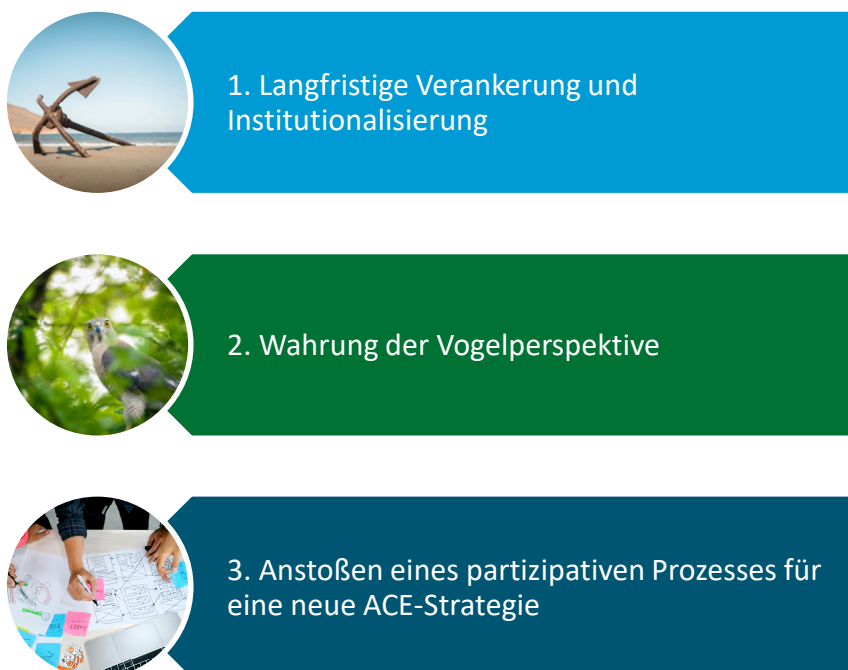 1. Langfristige Verankerung und
Institutionalisierung
2. Wahrung der Vogelperspektive
3. Anstoßen eines partizipativen Prozesses für
eine neue ACE-Strategie